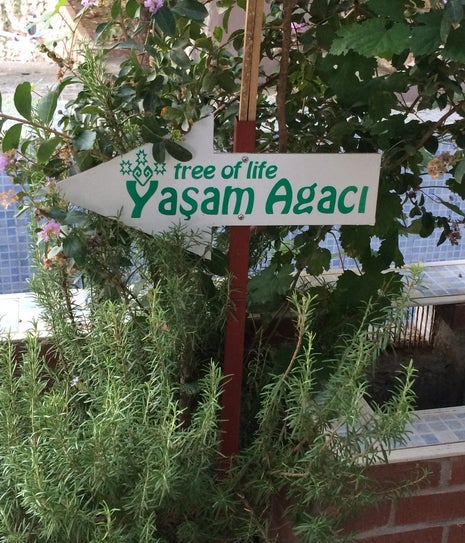 tree of life
Yaşam Agacı